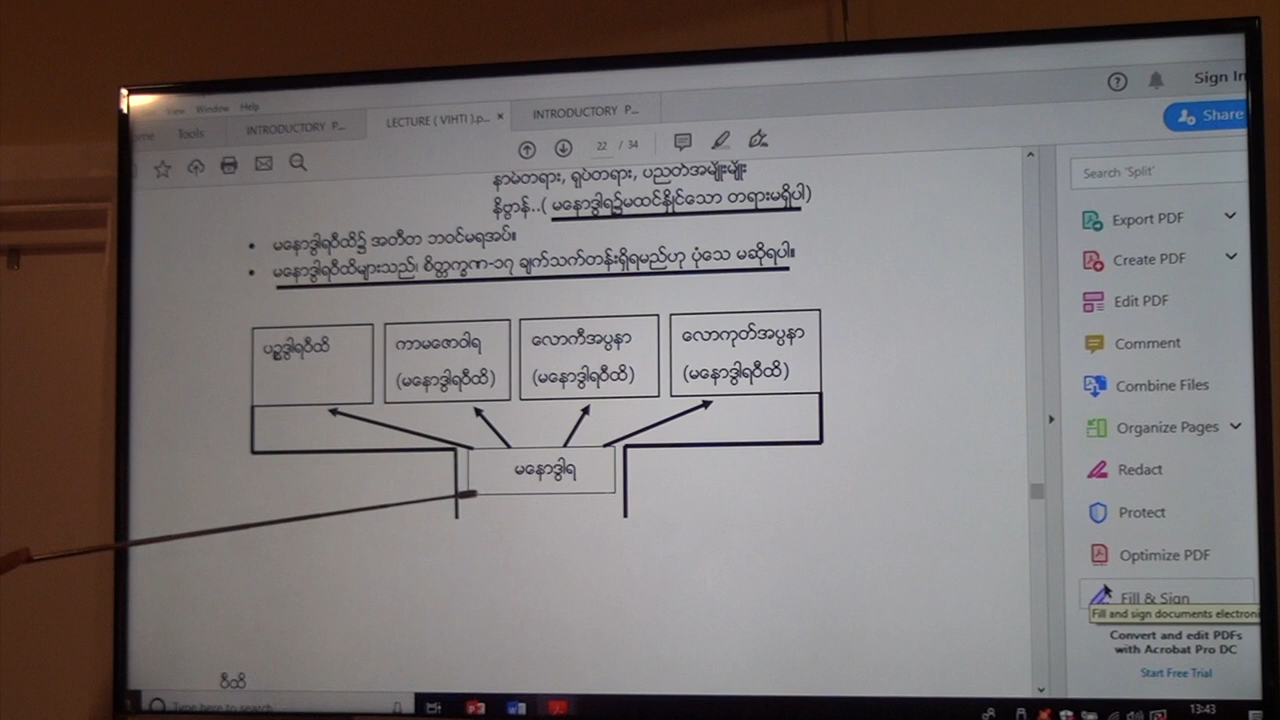 View Window Help
Tools
INTRODUCTORY P...
LECTURE ( VIHTI ).p... ×
INTRODUCTORY P...
Sign In
Share
22 / 34
Search 'Split'
Export PDF
Create PDF
Edit PDF
Comment
Combine Files
Organize Pages
Redact
Protect
Optimize PDF
Fill & Sign
Fill and sign documents electroni
Convert and edit PDFs
with Acrobat Pro DC
Start Free Trial
နာမ်တရား, ရုပ်တရား, ပညတ်အမျိုးမျိုး
နိဗ္ဗာန်..( မနောဒွါရ၌မထင်နိုင်သော တရားမရှိပါ)
• မနောဒွါရဝီထိ၌ အတီတ ဘဝင်မရအပ်။
• မနောဒွါရဝီထိများသည်၊ စိတ္တက္ခဏ-၁၇ ချက်သက်တန်းရှိရမည်ဟု ပုံသေ မဆိုရပါ။
ပဉ္စဒွါရဝီထိ
ကာမဇောဝါရ
(မနောဒွါရဝီထိ)
လောကီအပ္ပနာ
(မနောဒွါရဝီထိ)
လောကုတ်အပ္ပနာ
(မနောဒွါရဝီထိ)
မနောဒွါရ
ဝီထိ
Type here to search
13:43